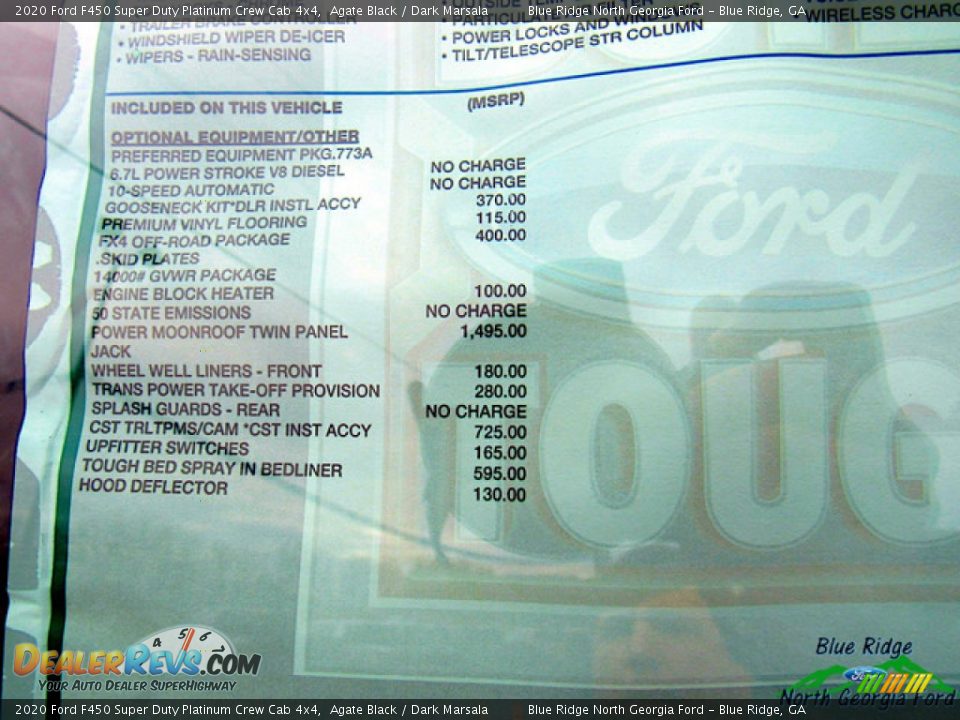 2020 Ford F450 Super Duty Platinum Crew Cab 4x4, Agate Black / Dark Marsala Blue Ridge North Georgia Ford - Blue Ridge, GA
• TRAILER BRAKE CONTROLLER
• WINDSHIELD WIPER DE-ICER
• WIPERS - RAIN-SENSING
• PARTICULATE
• POWER LOCKS AND WINDOWS
• TILT/TELESCOPE STR COLUMN
• WIRELESS CHARG
INCLUDED ON THIS VEHICLE (MSRP)
OPTIONAL EQUIPMENT/OTHER
PREFERRED EQUIPMENT PKG.773A
6.7L POWER STROKE V8 DIESEL NO CHARGE
10-SPEED AUTOMATIC NO CHARGE
GOOSENECK KIT*DLR INSTL ACCY 370.00
PREMIUM VINYL FLOORING 115.00
FX4 OFF-ROAD PACKAGE 400.00
.SKID PLATES
14000# GVWR PACKAGE
ENGINE BLOCK HEATER 100.00
50 STATE EMISSIONS NO CHARGE
POWER MOONROOF TWIN PANEL 1,495.00
JACK
WHEEL WELL LINERS - FRONT 180.00
TRANS POWER TAKE-OFF PROVISION 280.00
SPLASH GUARDS - REAR NO CHARGE
CST TRLTPMS/CAM *CST INST ACCY 725.00
UPFITTER SWITCHES 165.00
TOUGH BED SPRAY IN BEDLINER 595.00
HOOD DEFLECTOR 130.00
Ford
TOUG
4 5 6
DealerRevs.com
Your Auto Dealer SuperHighway
Blue Ridge
Ford
North Georgia Ford
2020 Ford F450 Super Duty Platinum Crew Cab 4x4, Agate Black / Dark Marsala Blue Ridge North Georgia Ford - Blue Ridge, GA